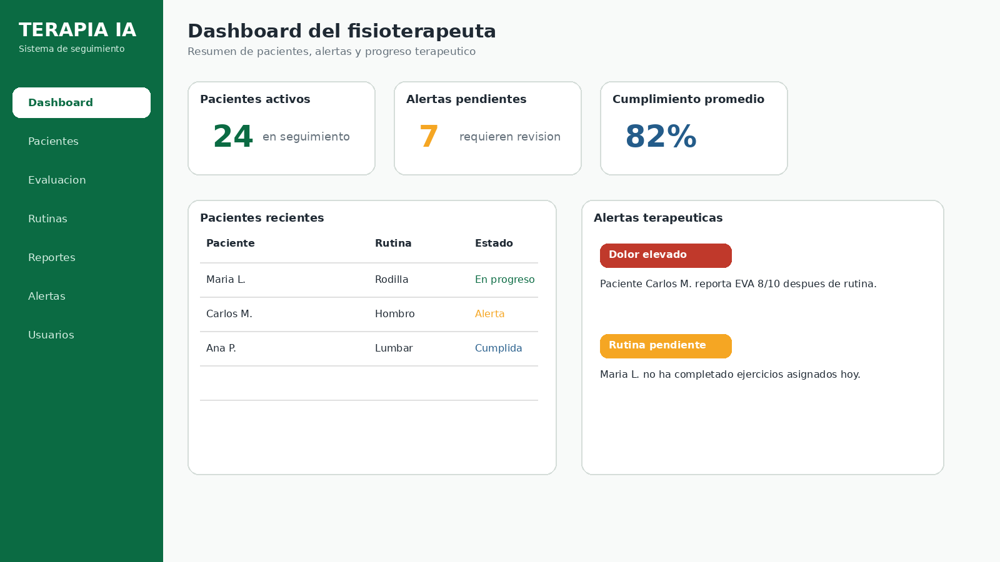 TERAPIA IA
Sistema de seguimiento
Dashboard
Pacientes
Evaluacion
Rutinas
Reportes
Alertas
Usuarios
Dashboard del fisioterapeuta
Resumen de pacientes, alertas y progreso terapeutico
Pacientes activos
24 en seguimiento
Alertas pendientes
7 requieren revision
Cumplimiento promedio
82%
Pacientes recientes
Paciente Rutina Estado
Maria L. Rodilla En progreso
Carlos M. Hombro Alerta
Ana P. Lumbar Cumplida
Alertas terapeuticas
Dolor elevado
Paciente Carlos M. reporta EVA 8/10 despues de rutina.
Rutina pendiente
Maria L. no ha completado ejercicios asignados hoy.